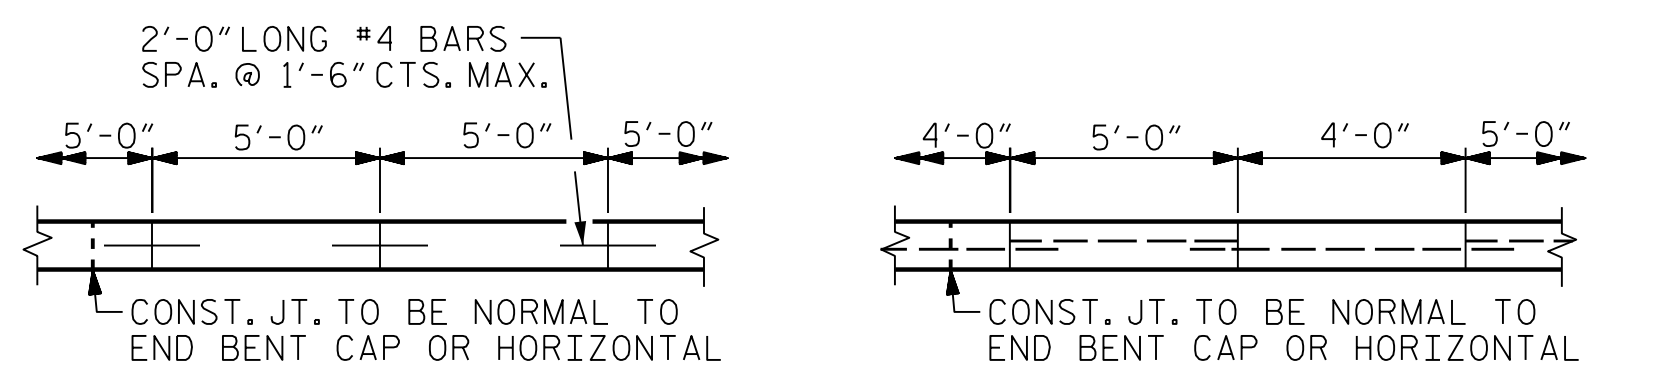 2'-0" LONG #4 BARS
SPA. @ 1'-6" CTS. MAX.
5'-0" 5'-0" 5'-0" 5'-0"
CONST. JT. TO BE NORMAL TO
END BENT CAP OR HORIZONTAL
4'-0" 5'-0" 4'-0" 5'-0"
CONST. JT. TO BE NORMAL TO
END BENT CAP OR HORIZONTAL